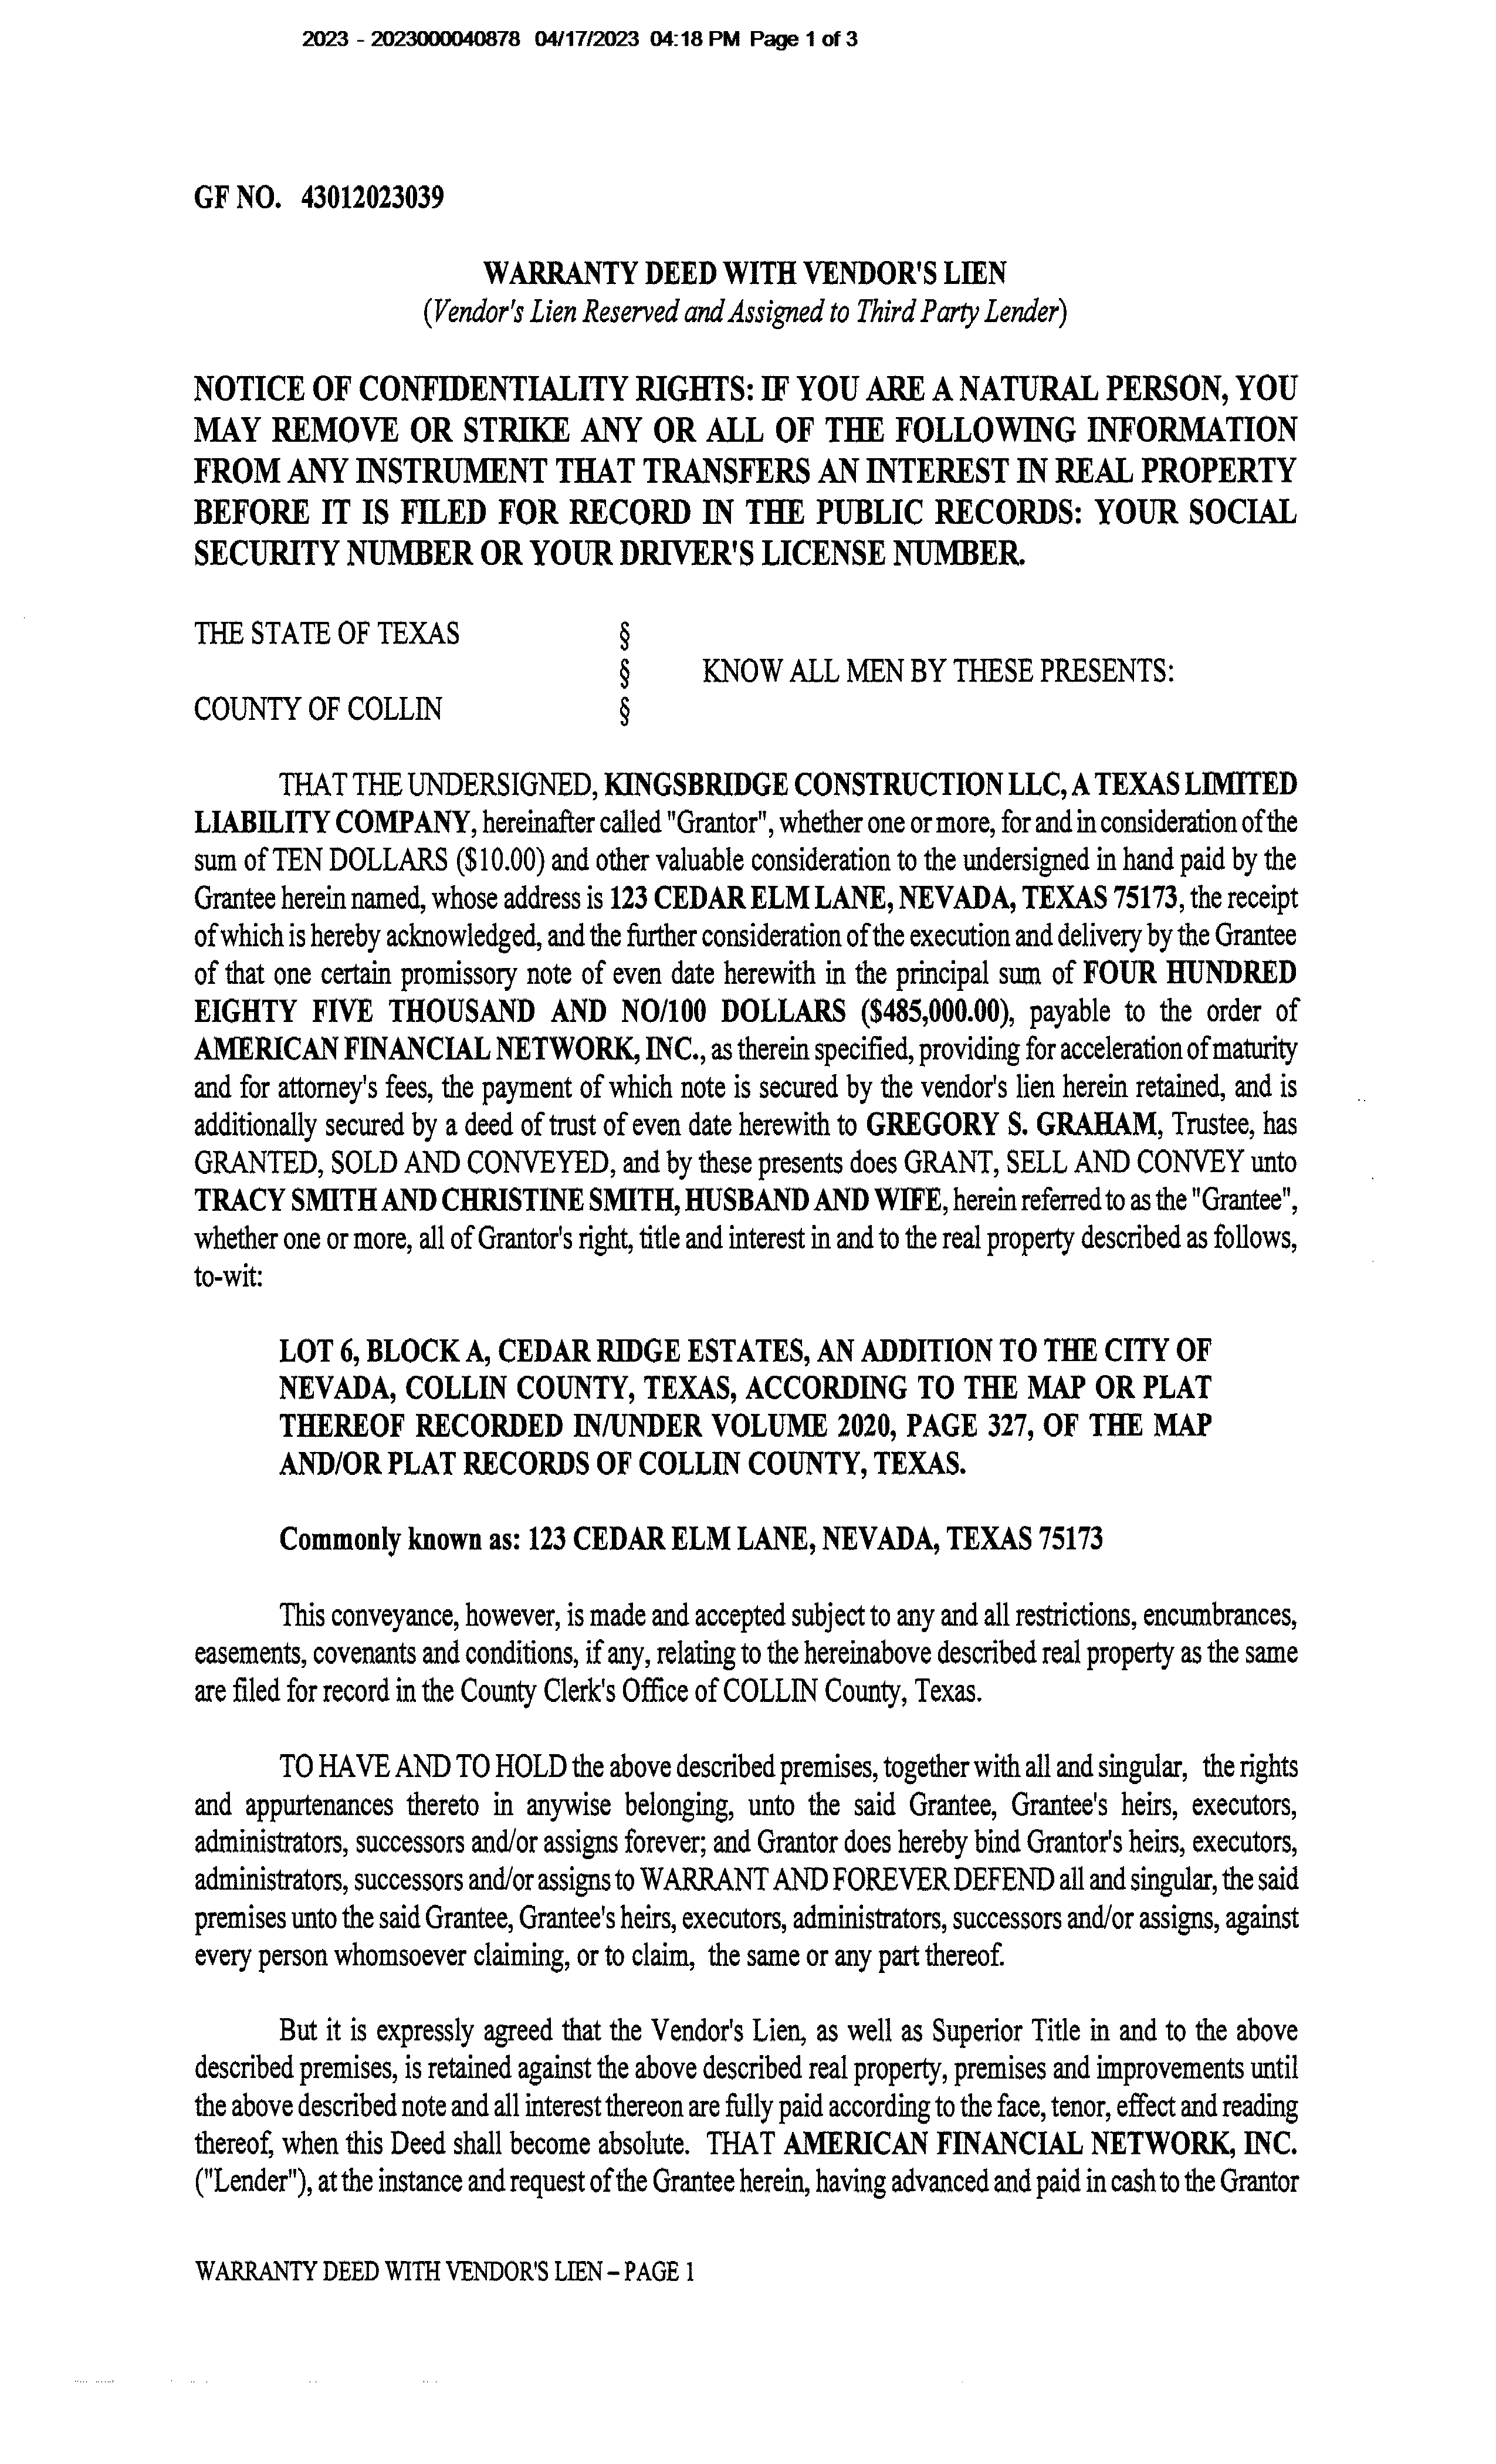 2023 - 2023000040878 04/17/2023 04:18 PM Page 1 of 3
GF NO. 43012023039
WARRANTY DEED WITH VENDOR'S LIEN
(Vendor's Lien Reserved and Assigned to Third Party Lender)
NOTICE OF CONFIDENTIALITY RIGHTS: IF YOU ARE A NATURAL PERSON, YOU
MAY REMOVE OR STRIKE ANY OR ALL OF THE FOLLOWING INFORMATION
FROM ANY INSTRUMENT THAT TRANSFERS AN INTEREST IN REAL PROPERTY
BEFORE IT IS FILED FOR RECORD IN THE PUBLIC RECORDS: YOUR SOCIAL
SECURITY NUMBER OR YOUR DRIVER'S LICENSE NUMBER.
THE STATE OF TEXAS §
§ KNOW ALL MEN BY THESE PRESENTS:
COUNTY OF COLLIN §
THAT THE UNDERSIGNED, KINGSBRIDGE CONSTRUCTION LLC, A TEXAS LIMITED
LIABILITY COMPANY, hereinafter called "Grantor", whether one or more, for and in consideration of the
sum of TEN DOLLARS ($10.00) and other valuable consideration to the undersigned in hand paid by the
Grantee herein named, whose address is 123 CEDAR ELM LANE, NEVADA, TEXAS 75173, the receipt
of which is hereby acknowledged, and the further consideration of the execution and delivery by the Grantee
of that one certain promissory note of even date herewith in the principal sum of FOUR HUNDRED
EIGHTY FIVE THOUSAND AND NO/100 DOLLARS ($485,000.00), payable to the order of
AMERICAN FINANCIAL NETWORK, INC., as therein specified, providing for acceleration of maturity
and for attorney's fees, the payment of which note is secured by the vendor's lien herein retained, and is
additionally secured by a deed of trust of even date herewith to GREGORY S. GRAHAM, Trustee, has
GRANTED, SOLD AND CONVEYED, and by these presents does GRANT, SELL AND CONVEY unto
TRACY SMITH AND CHRISTINE SMITH, HUSBAND AND WIFE, herein referred to as the "Grantee",
whether one or more, all of Grantor's right, title and interest in and to the real property described as follows,
to-wit:
LOT 6, BLOCK A, CEDAR RIDGE ESTATES, AN ADDITION TO THE CITY OF
NEVADA, COLLIN COUNTY, TEXAS, ACCORDING TO THE MAP OR PLAT
THEREOF RECORDED IN/UNDER VOLUME 2020, PAGE 327, OF THE MAP
AND/OR PLAT RECORDS OF COLLIN COUNTY, TEXAS.
Commonly known as: 123 CEDAR ELM LANE, NEVADA, TEXAS 75173
This conveyance, however, is made and accepted subject to any and all restrictions, encumbrances,
easements, covenants and conditions, if any, relating to the hereinabove described real property as the same
are filed for record in the County Clerk's Office of COLLIN County, Texas.
TO HAVE AND TO HOLD the above described premises, together with all and singular, the rights
and appurtenances thereto in anywise belonging, unto the said Grantee, Grantee's heirs, executors,
administrators, successors and/or assigns forever; and Grantor does hereby bind Grantor's heirs, executors,
administrators, successors and/or assigns to WARRANT AND FOREVER DEFEND all and singular, the said
premises unto the said Grantee, Grantee's heirs, executors, administrators, successors and/or assigns, against
every person whomsoever claiming, or to claim, the same or any part thereof.
But it is expressly agreed that the Vendor's Lien, as well as Superior Title in and to the above
described premises, is retained against the above described real property, premises and improvements until
the above described note and all interest thereon are fully paid according to the face, tenor, effect and reading
thereof, when this Deed shall become absolute. THAT AMERICAN FINANCIAL NETWORK, INC.
("Lender"), at the instance and request of the Grantee herein, having advanced and paid in cash to the Grantor
WARRANTY DEED WITH VENDOR'S LIEN – PAGE 1